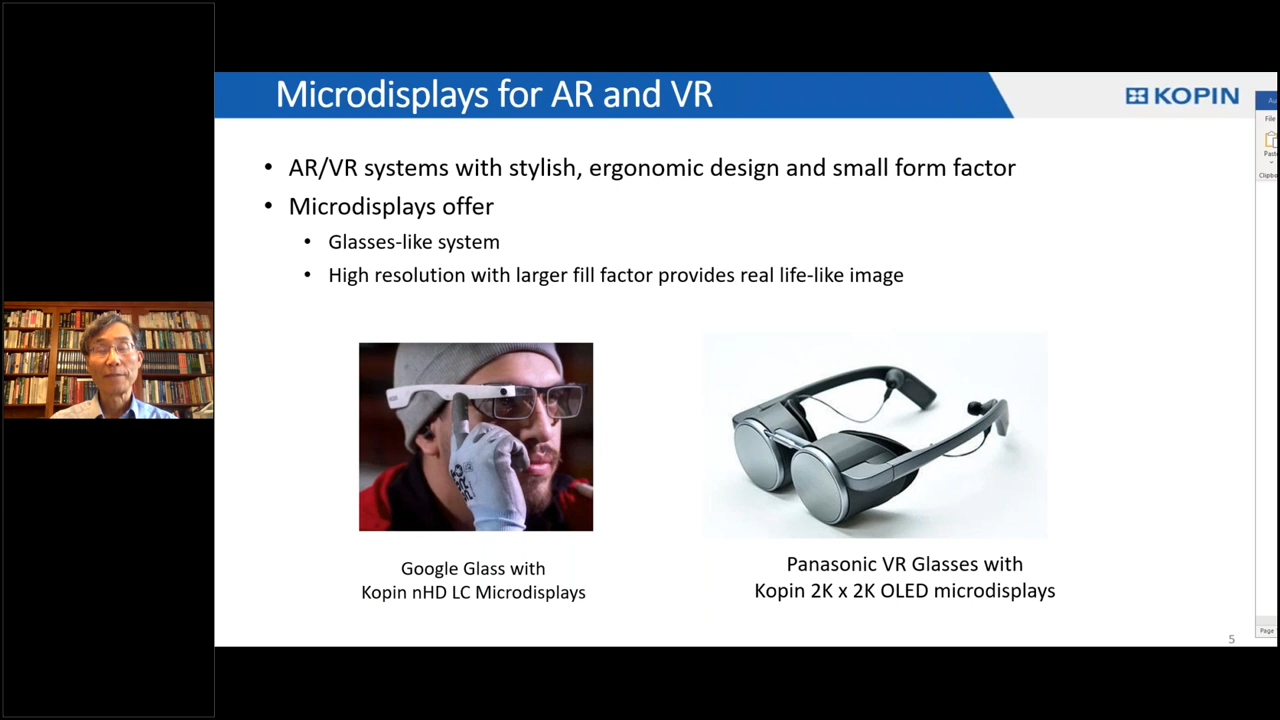 Microdisplays for AR and VR
KOPIN
• AR/VR systems with stylish, ergonomic design and small form factor
• Microdisplays offer
• Glasses-like system
• High resolution with larger fill factor provides real life-like image
Google Glass with
Kopin nHD LC Microdisplays
Panasonic VR Glasses with
Kopin 2K x 2K OLED microdisplays
5
File
Page